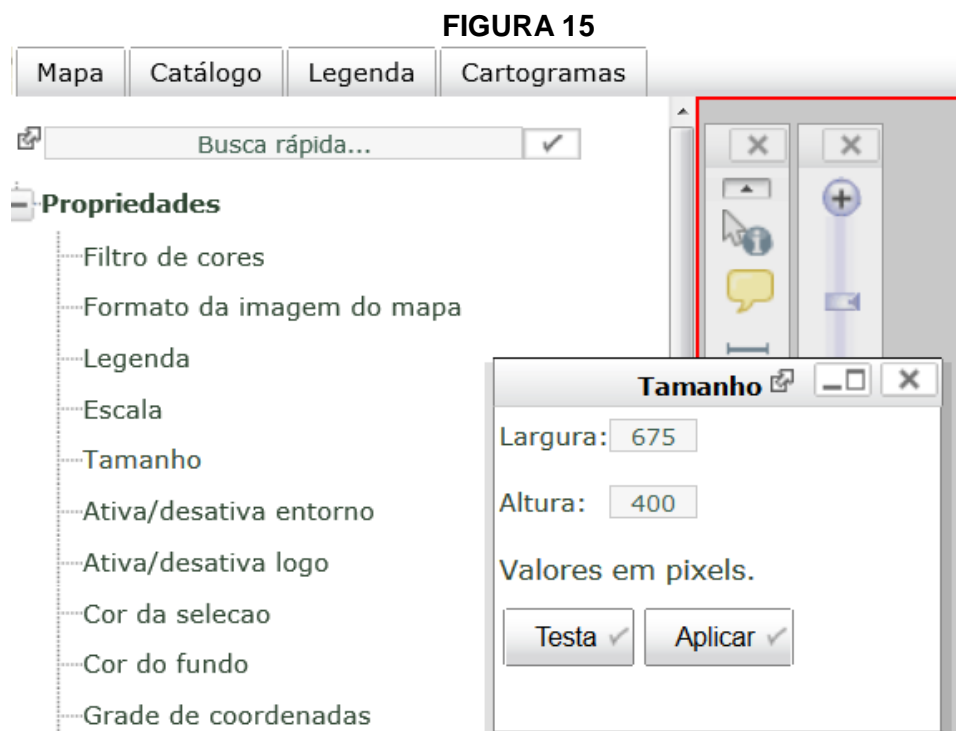 FIGURA 15
Mapa Catálogo Legenda Cartogramas
Busca rápida...
Propriedades
Filtro de cores
Formato da imagem do mapa
Legenda
Escala
Tamanho
Ativa/desativa entorno
Ativa/desativa logo
Cor da selecao
Cor do fundo
Grade de coordenadas
Tamanho
Largura: 675
Altura: 400
Valores em pixels.
Testa Aplicar